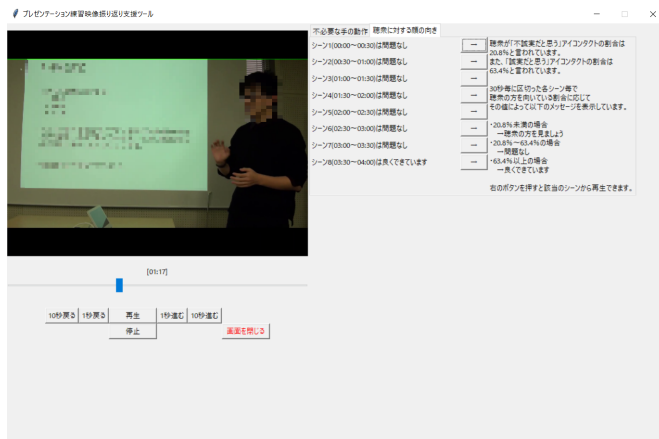 プレゼンテーション練習映像振り返り支援ツール
不必要な手の動作 聴衆に対する顔の向き
シーン1(00:00～00:30)は問題なし
シーン2(00:30～01:00)は問題なし
シーン3(01:00～01:30)は問題なし
シーン4(01:30～02:00)は問題なし
シーン5(02:00～02:30)は問題なし
シーン6(02:30～03:00)は問題なし
シーン7(03:00～03:30)は問題なし
シーン8(03:30～04:00)は良くできています
聴衆が「不誠実だと思う」アイコンタクトの割合は
20.8%と言われています。
また、「誠実だと思う」アイコンタクトの割合は
63.4%と言われています。
30秒毎に区切った各シーン毎で
聴衆の方を向いている割合に応じて
その値によって以下のメッセージを表示しています。
・20.8%未満の場合
→聴衆の方を見ましょう
・20.8%～63.4%の場合
→問題なし
・63.4%以上の場合
→良くできています
右のボタンを押すと該当のシーンから再生できます。
[01:17]
10秒戻る 1秒戻る 再生 1秒進む 10秒進む
停止 画面を閉じる